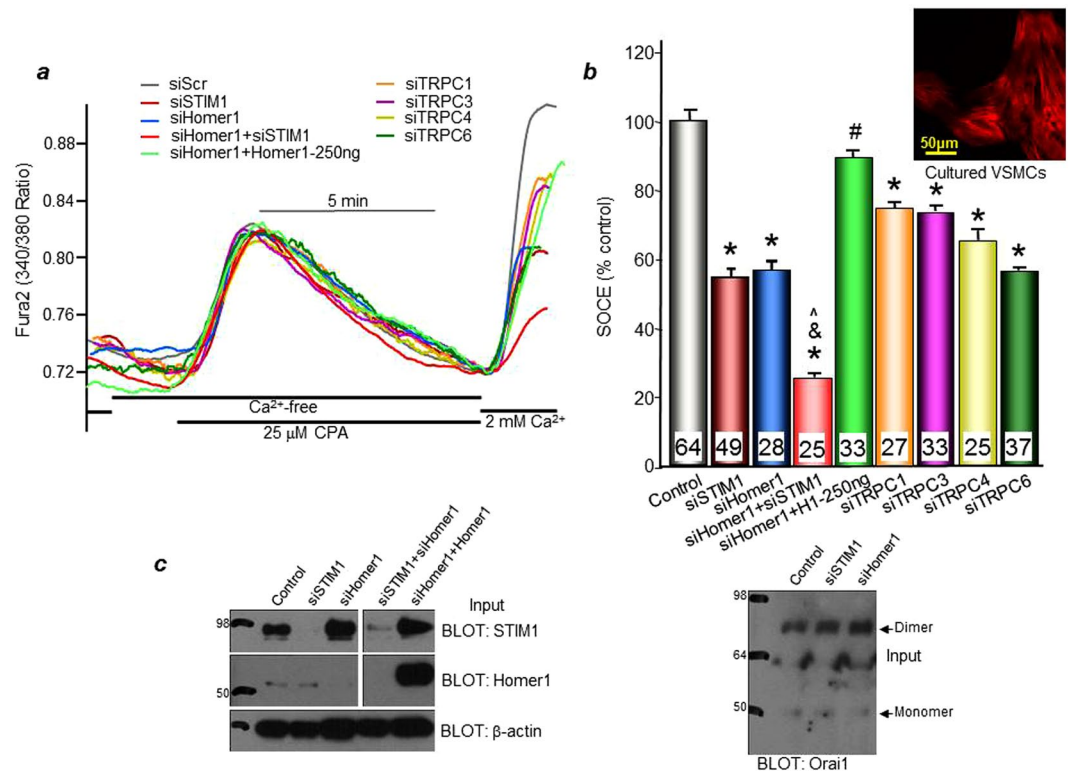 a
siScr
siSTIM1
siHomer1
siHomer1+siSTIM1
siHomer1+Homer1-250ng
siTRPC1
siTRPC3
siTRPC4
siTRPC6
Fura2 (340/380 Ratio)
0.88
0.84
0.80
0.76
0.72
5 min
Ca²⁺-free
2 mM Ca²⁺
25 µM CPA
b
SOCE (% control)
120
100
80
60
40
20
0
*
*
^
&
*
#
*
*
*
*
64
49
28
25
33
27
33
25
37
Control
siSTIM1
siHomer1
siHomer1+siSTIM1
siHomer1+H1-250ng
siTRPC1
siTRPC3
siTRPC4
siTRPC6
50µm
Cultured VSMCs
c
Control
siSTIM1
siHomer1
siSTIM1+siHomer1
siHomer1+Homer1
Input
98
BLOT: STIM1
BLOT: Homer1
50
BLOT: β-actin
Control
siSTIM1
siHomer1
98
Dimer
64
Input
50
Monomer
BLOT: Orai1